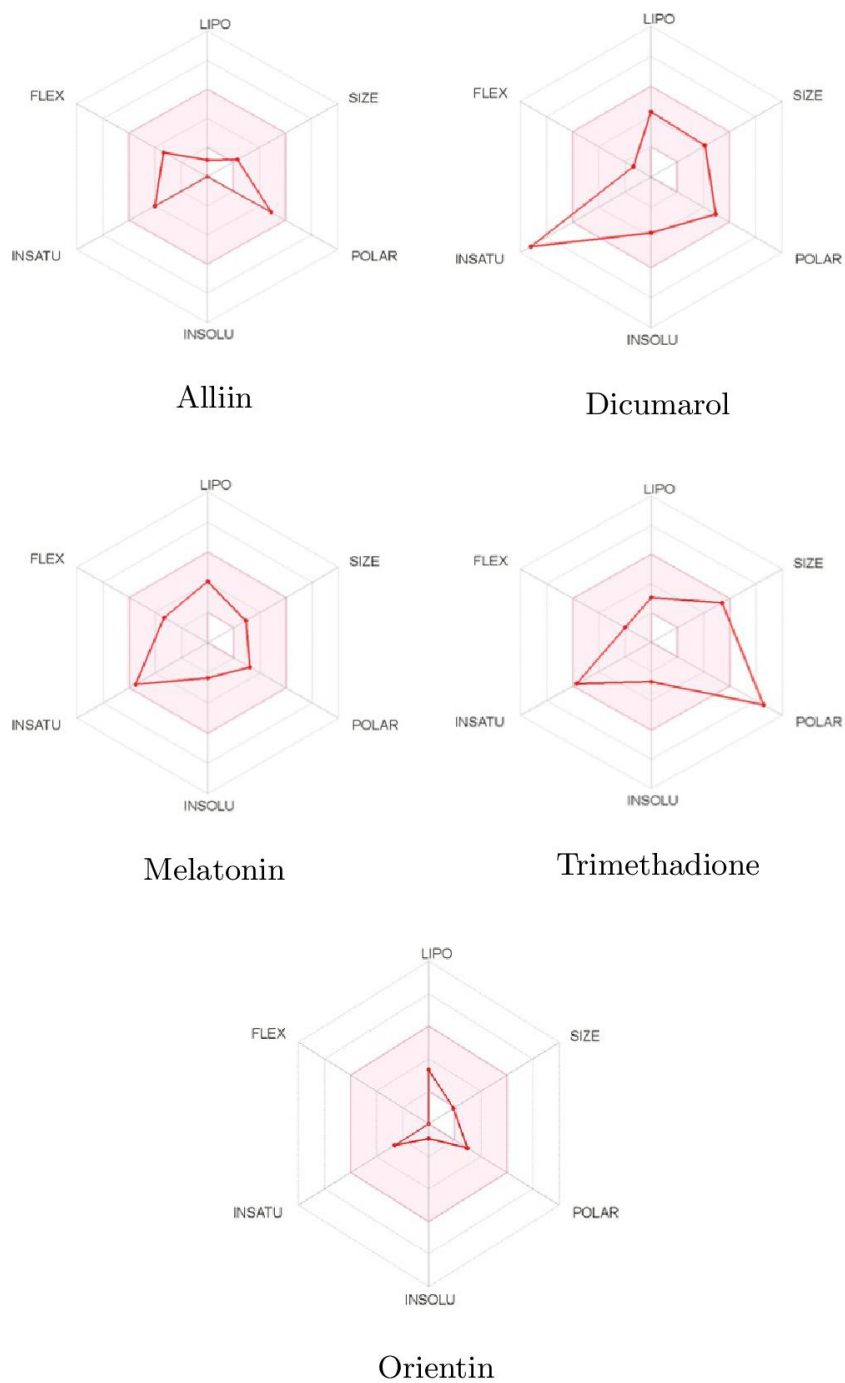 LIPO
LIPO
FLEX
SIZE
FLEX
SIZE
INSATU
POLAR
INSATU
POLAR
INSOLU
INSOLU
Alliin
Dicumarol
LIPO
LIPO
FLEX
SIZE
FLEX
SIZE
INSATU
POLAR
INSATU
POLAR
INSOLU
INSOLU
Melatonin
Trimethadione
LIPO
FLEX
SIZE
INSATU
POLAR
INSOLU
Orientin